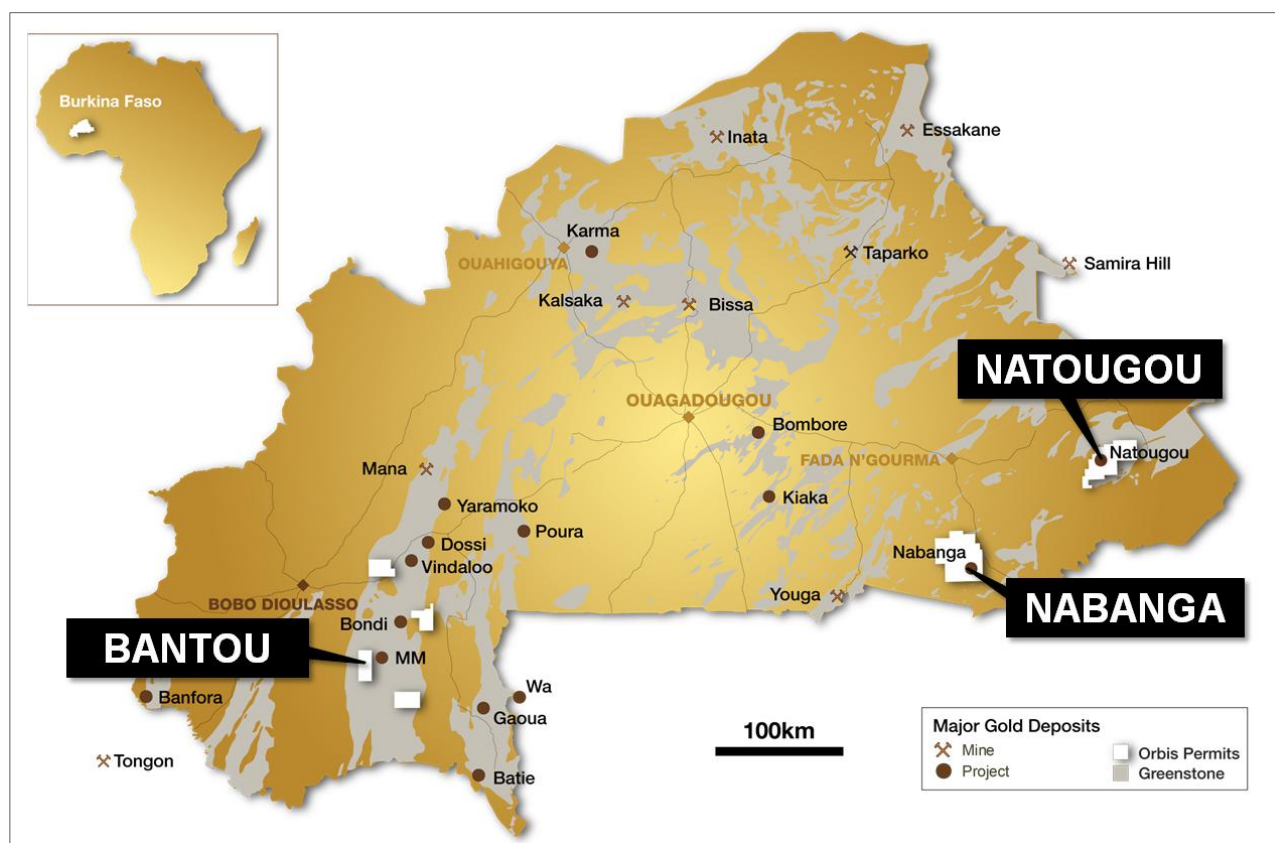 Burkina Faso
Inata
Essakane
Karma
OUAHIGOUYA
Taparko
Samira Hill
Kalsaka
Bissa
NATOUGOU
OUAGADOUGOU
Bombore
Natougou
FADA N'GOURMA
Mana
Kiaka
Yaramoko
Poura
Dossi
Vindaloo
Nabanga
BOBO DIOULASSO
Youga
NABANGA
Bondi
BANTOU
MM
Banfora
Wa
Gaoua
100km
Major Gold Deposits
Mine
Project
Orbis Permits
Greenstone
Tongon
Batie